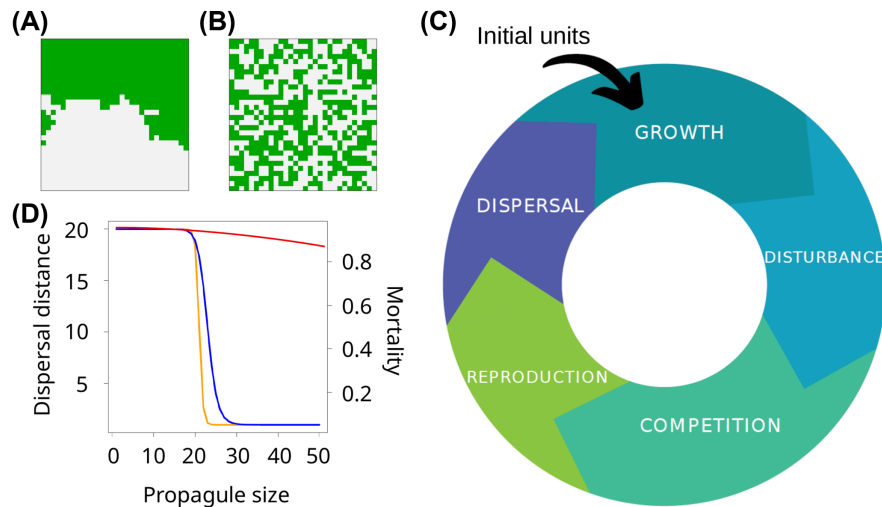 (A)
(B)
(C)
Initial units
GROWTH
DISPERSAL
DISTURBANCE
REPRODUCTION
COMPETITION
(D)
Dispersal distance
20
15
10
5
0.8
0.6
0.4
0.2
Mortality
0 10 20 30 40 50
Propagule size